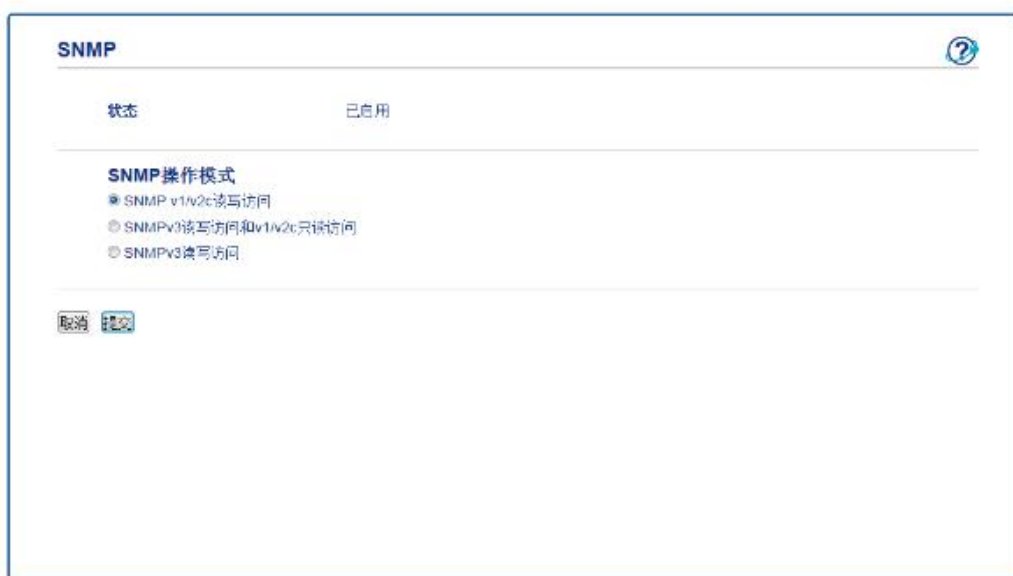 SNMP
状态 已启用
SNMP操作模式
SNMP v1/v2c读写访问
SNMPv3读写访问和v1/v2c只读访问
SNMPv3读写访问
取消 提交